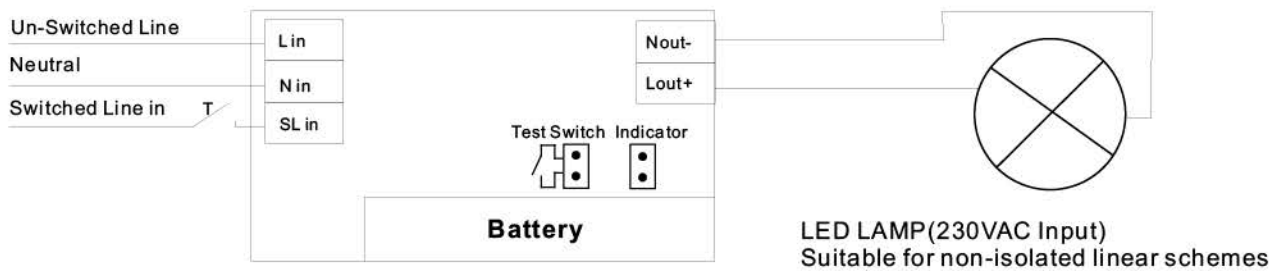 Un-Switched Line
Neutral
Switched Line in T
L in
N in
SL in
Nout-
Lout+
Test Switch Indicator
Battery
LED LAMP(230VAC Input)
Suitable for non-isolated linear schemes